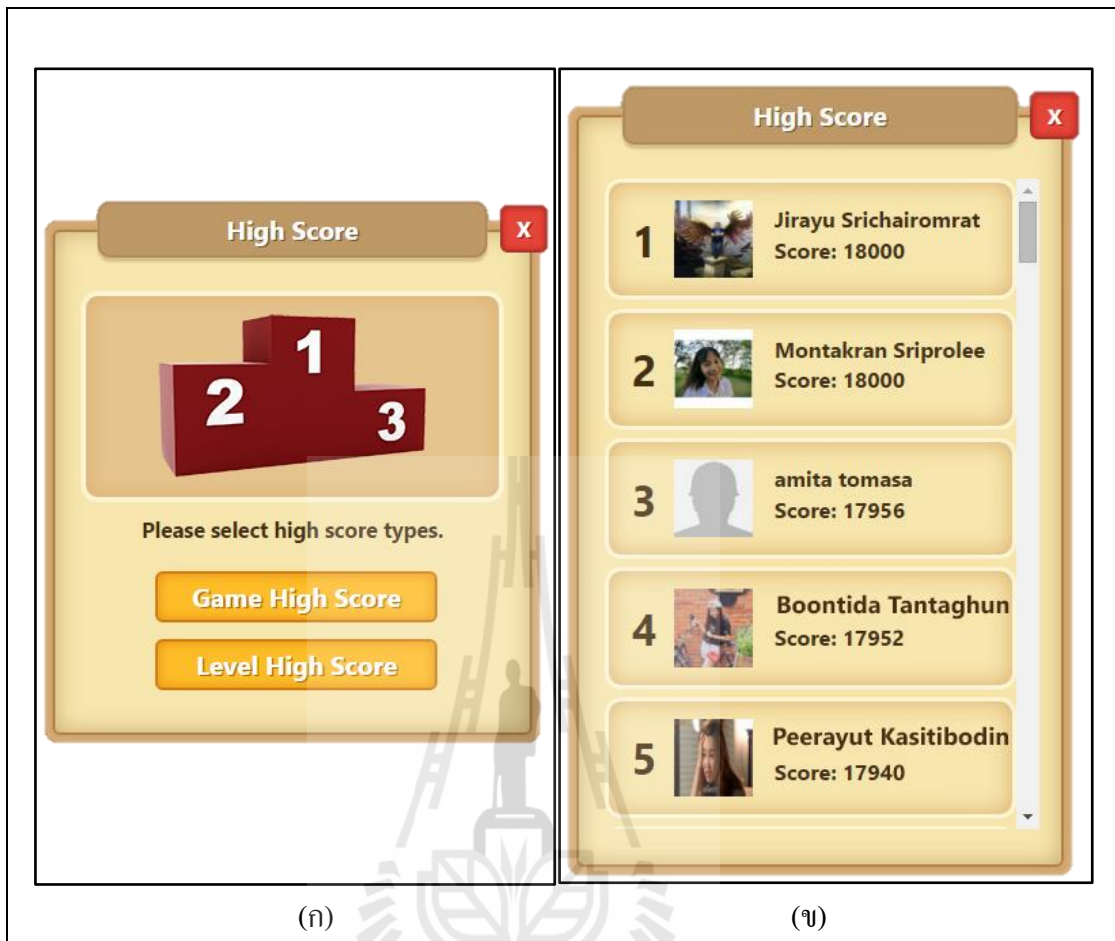 High Score
X
1
2
3
Please select high score types.
Game High Score
Level High Score
(ก)
High Score
X
1
Jirayu Srichairomrat
Score: 18000
2
Montakran Sriprolee
Score: 18000
3
amita tomasa
Score: 17956
4
Boontida Tantaghun
Score: 17952
5
Peerayut Kasitibodin
Score: 17940
(ข)